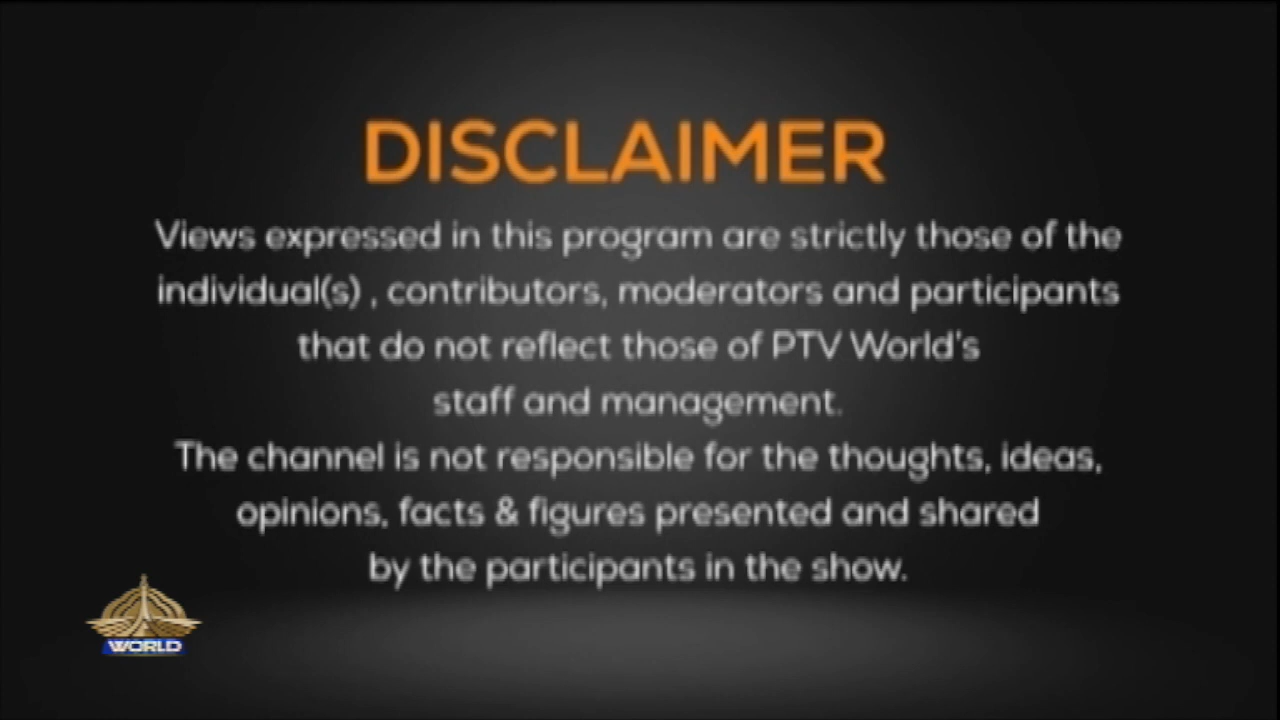 DISCLAIMER
Views expressed in this program are strictly those of the
individual(s) , contributors, moderators and participants
that do not reflect those of PTV World's
staff and management.
The channel is not responsible for the thoughts, ideas,
opinions, facts & figures presented and shared
by the participants in the show.
WORLD